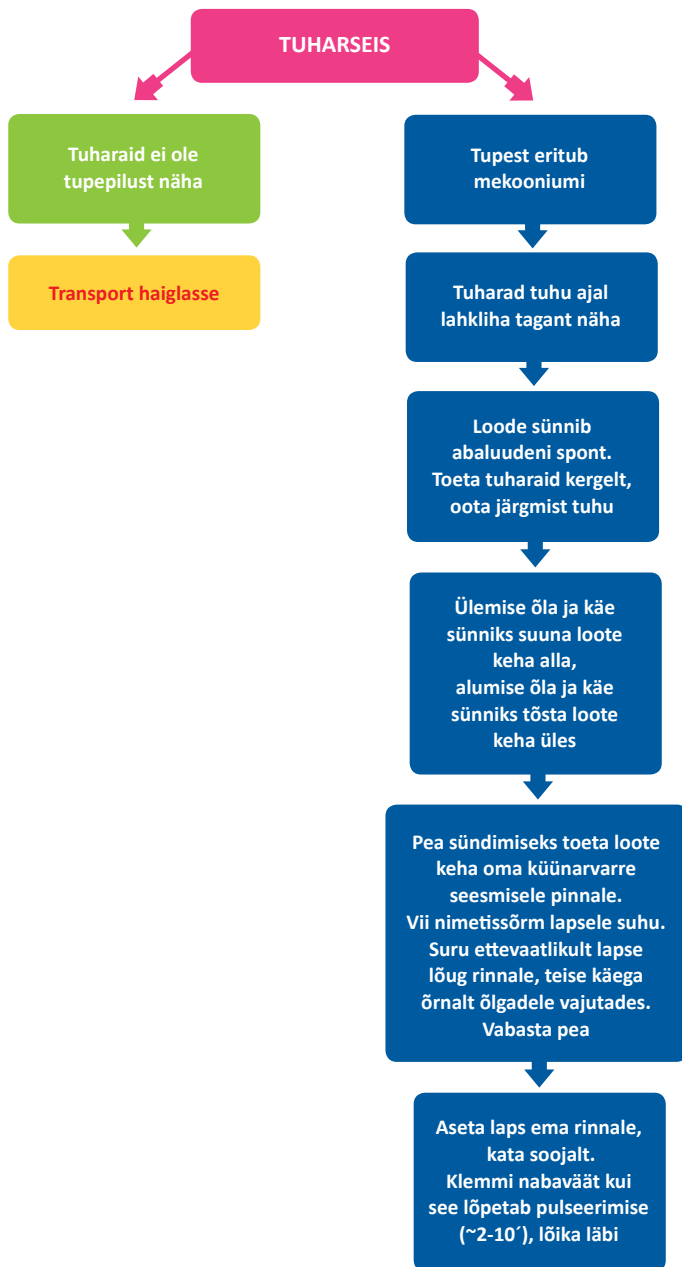 TUHARSEIS
Tuharaid ei ole
tupepilust näha
Transport haiglasse
Tupest eritub
mekooniumi
Tuharad tuhu ajal
lahkliha tagant näha
Loode sünnib
abaluudeni spont.
Toeta tuharaid kergelt,
oota järgmist tuhu
Ülemise õla ja käe
sünniks suuna loote
keha alla,
alumise õla ja käe
sünniks tõsta loote
keha üles
Pea sündimiseks toeta loote
keha oma küünarvarre
seesmisele pinnale.
Vii nimetissõrm lapsele suhu.
Suru ettevaatlikult lapse
lõug rinnale, teise käega
õrnalt õlgadele vajutades.
Vabasta pea
Aseta laps ema rinnale,
kata soojalt.
Klemmi nabaväät kui
see lõpetab pulseerimise
(~2-10´), lõika läbi